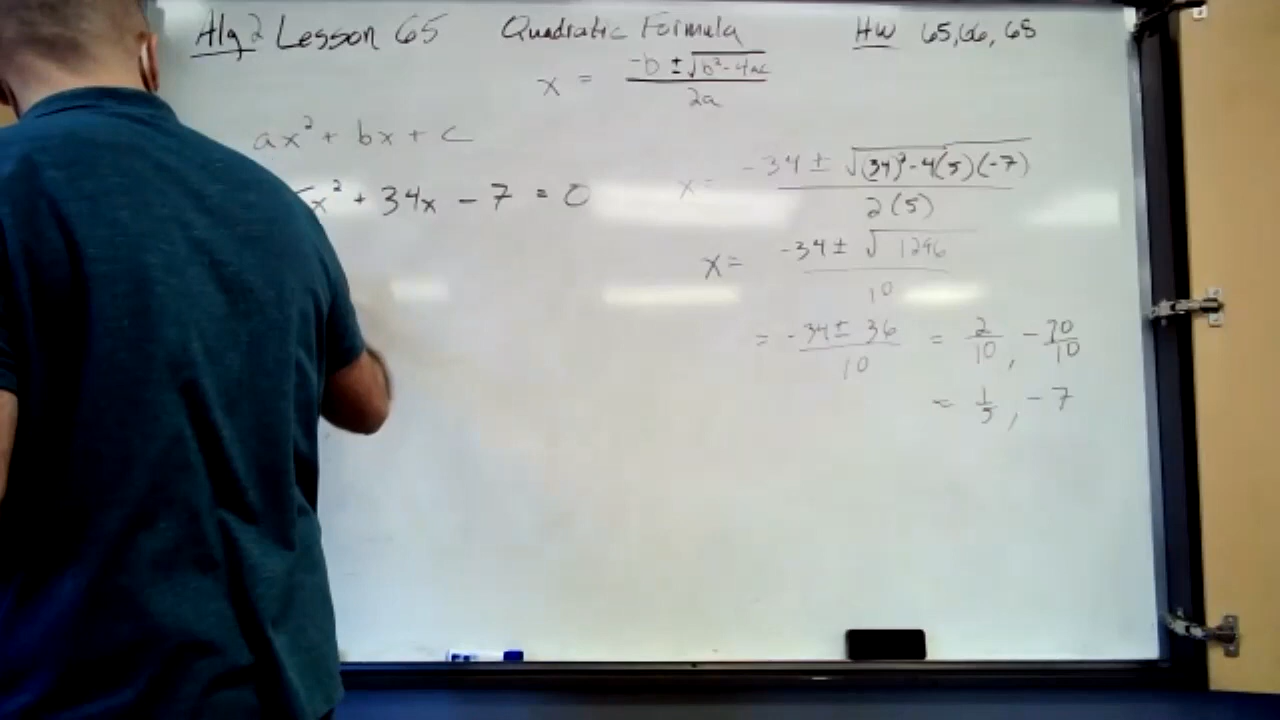 Alg 2 Lesson 65 Quadratic Formula HW 65,66, 65
x = -b ± √b² - 4ac / 2a
ax² + bx + c
x² + 34x - 7 = 0
x = -34 ± √(34)² - 4(5)(-7) / 2(5)
x = -34 ± √1296 / 10
= -34 ± 36 / 10 = 2/10, -70/10
= 1/5, -7